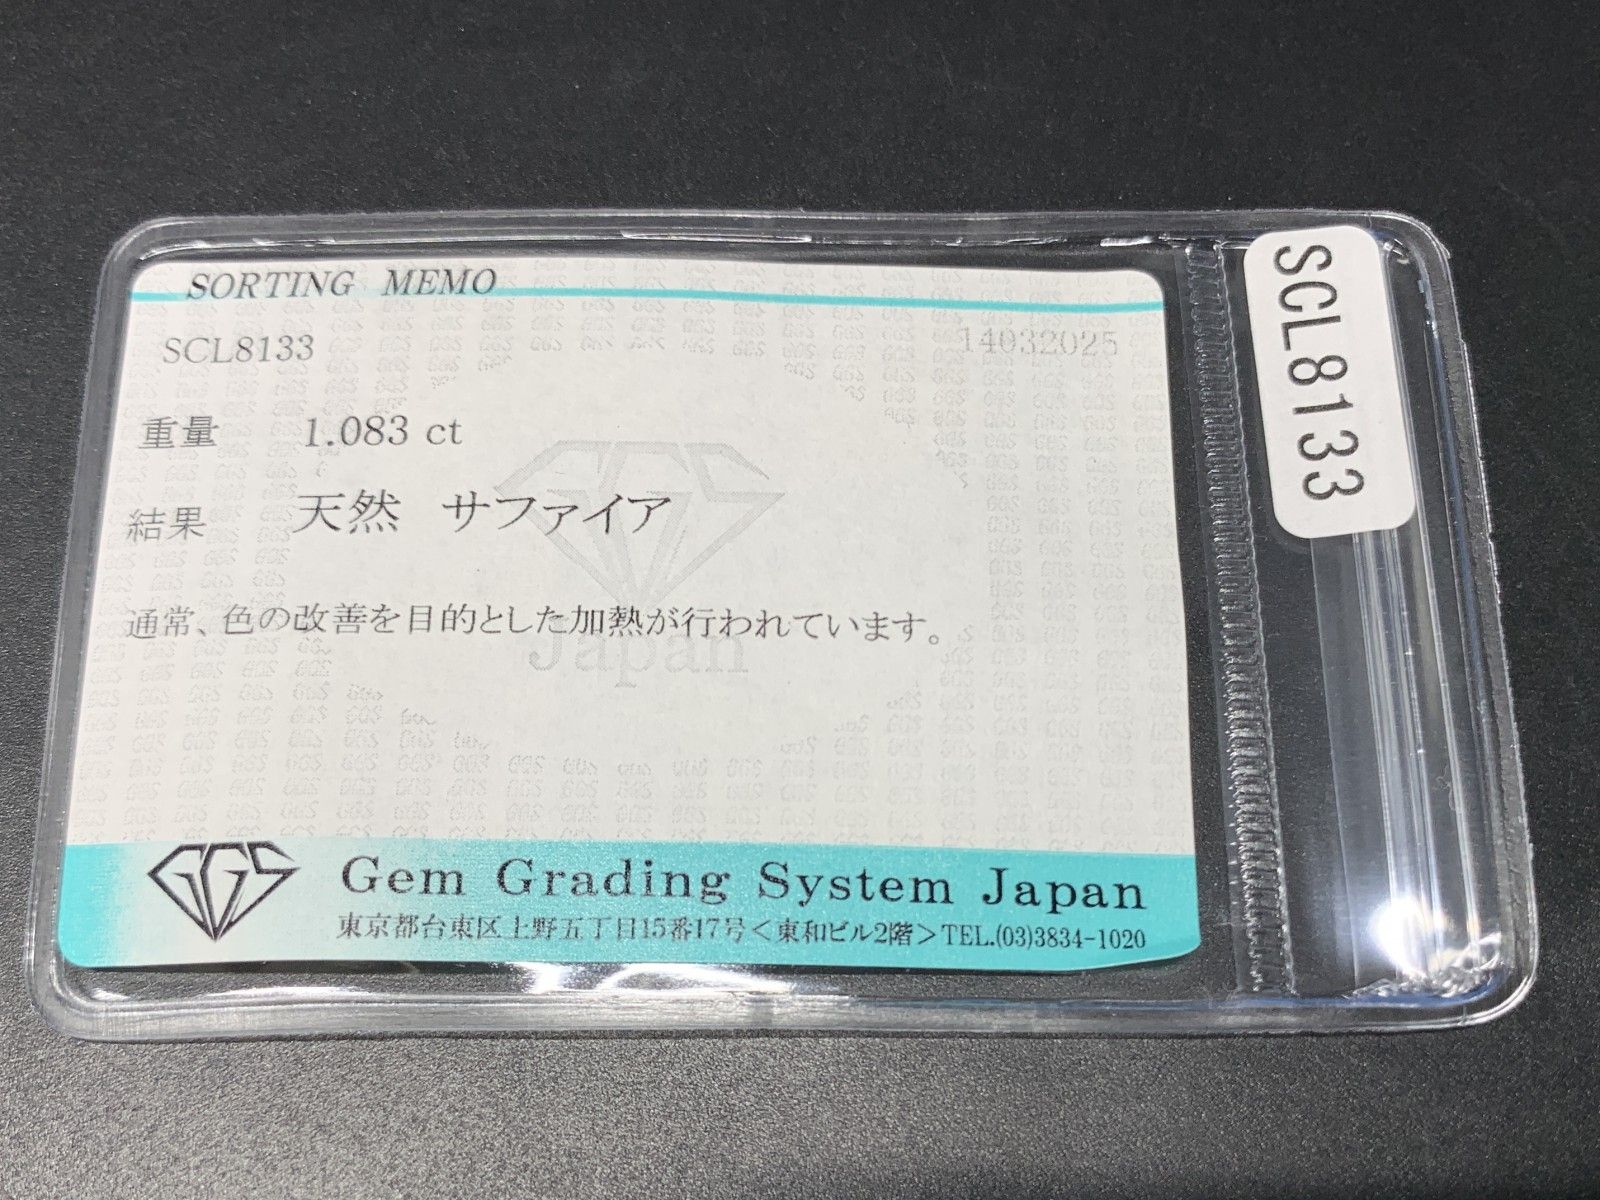 SORTING MEMO
SCL8133
14032025
重量 1.083 ct
結果 天然 サファイア
通常、色の改善を目的とした加熱が行われています。
GGS
Japan
GGS
Gem Grading System Japan
東京都台東区上野五丁目15番17号<東和ビル2階>TEL.(03)3834-1020
SCL8133